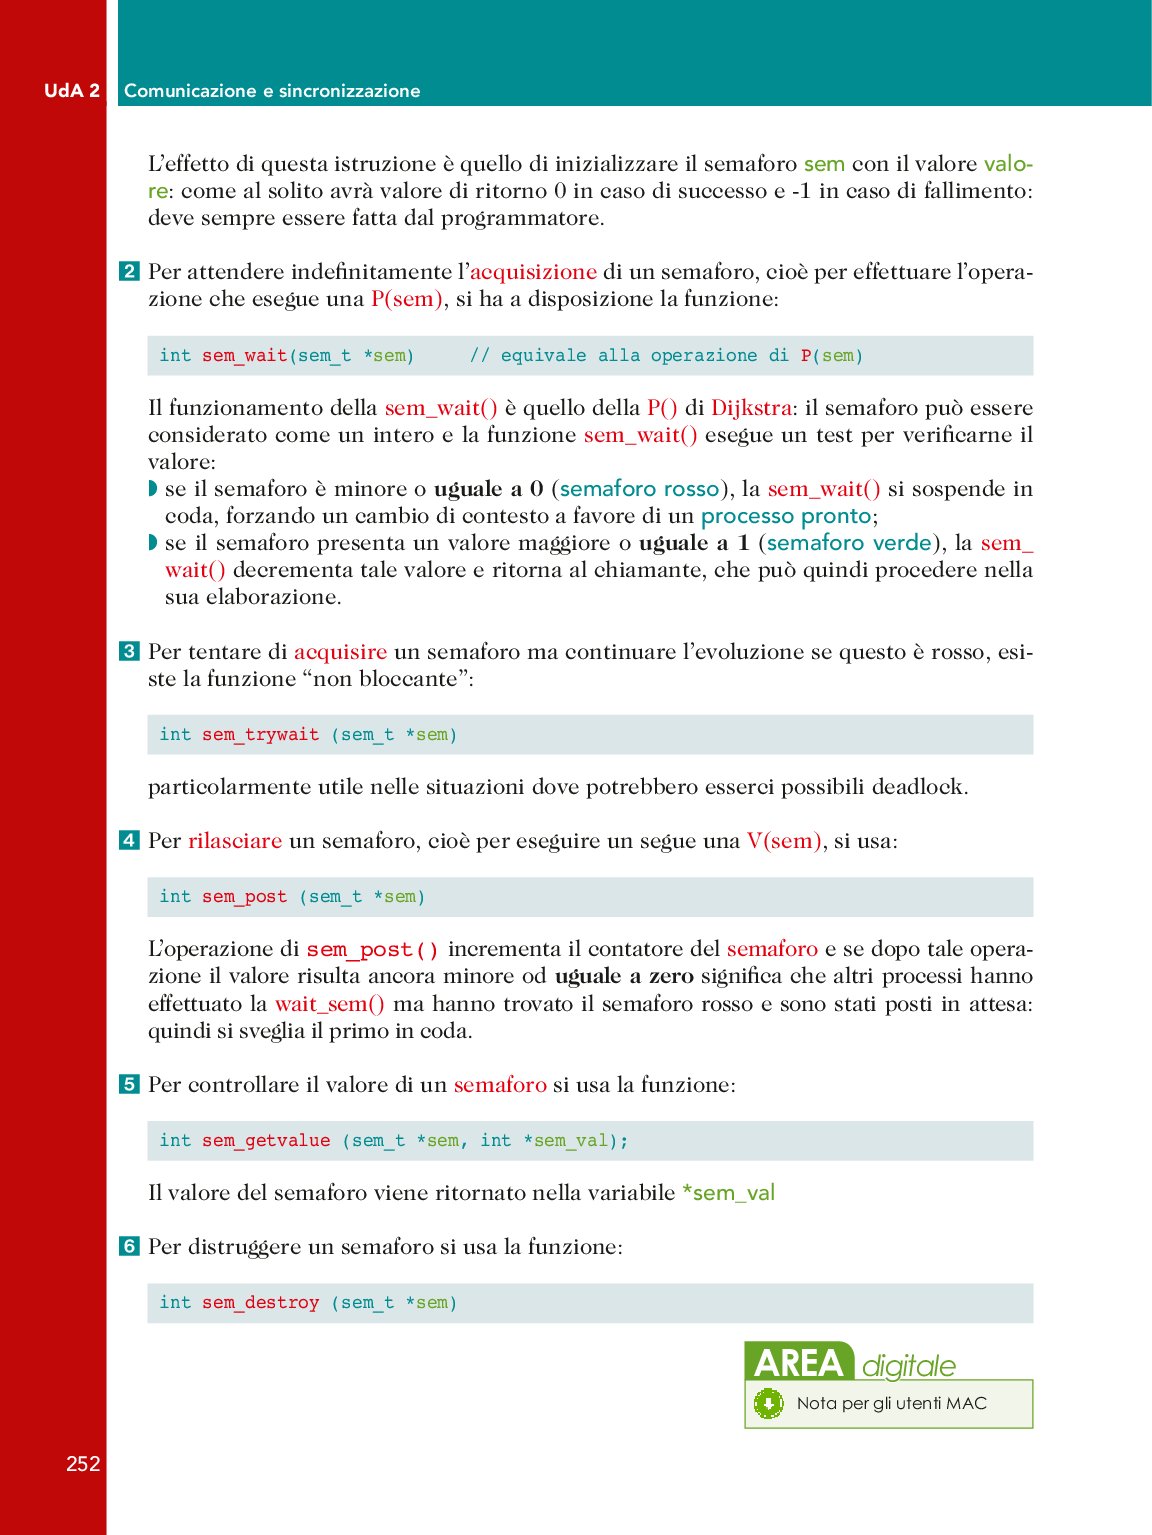 UdA 2 Comunicazione e sincronizzazione
L’effetto di questa istruzione è quello di inizializzare il semaforo sem con il valore valo-
re: come al solito avrà valore di ritorno 0 in caso di successo e -1 in caso di fallimento:
deve sempre essere fatta dal programmatore.
2 Per attendere indefinitamente l’acquisizione di un semaforo, cioè per effettuare l’opera-
zione che esegue una P(sem), si ha a disposizione la funzione:
int sem_wait(sem_t *sem) // equivale alla operazione di P(sem)
Il funzionamento della sem_wait() è quello della P() di Dijkstra: il semaforo può essere
considerato come un intero e la funzione sem_wait() esegue un test per verificarne il
valore:
se il semaforo è minore o uguale a 0 (semaforo rosso), la sem_wait() si sospende in
coda, forzando un cambio di contesto a favore di un processo pronto;
se il semaforo presenta un valore maggiore o uguale a 1 (semaforo verde), la sem_
wait() decrementa tale valore e ritorna al chiamante, che può quindi procedere nella
sua elaborazione.
3 Per tentare di acquisire un semaforo ma continuare l’evoluzione se questo è rosso, esi-
ste la funzione “non bloccante”:
int sem_trywait (sem_t *sem)
particolarmente utile nelle situazioni dove potrebbero esserci possibili deadlock.
4 Per rilasciare un semaforo, cioè per eseguire un segue una V(sem), si usa:
int sem_post (sem_t *sem)
L’operazione di sem_post() incrementa il contatore del semaforo e se dopo tale opera-
zione il valore risulta ancora minore od uguale a zero significa che altri processi hanno
effettuato la wait_sem() ma hanno trovato il semaforo rosso e sono stati posti in attesa:
quindi si sveglia il primo in coda.
5 Per controllare il valore di un semaforo si usa la funzione:
int sem_getvalue (sem_t *sem, int *sem_val);
Il valore del semaforo viene ritornato nella variabile *sem_val
6 Per distruggere un semaforo si usa la funzione:
int sem_destroy (sem_t *sem)
AREA digitale
Nota per gli utenti MAC
252